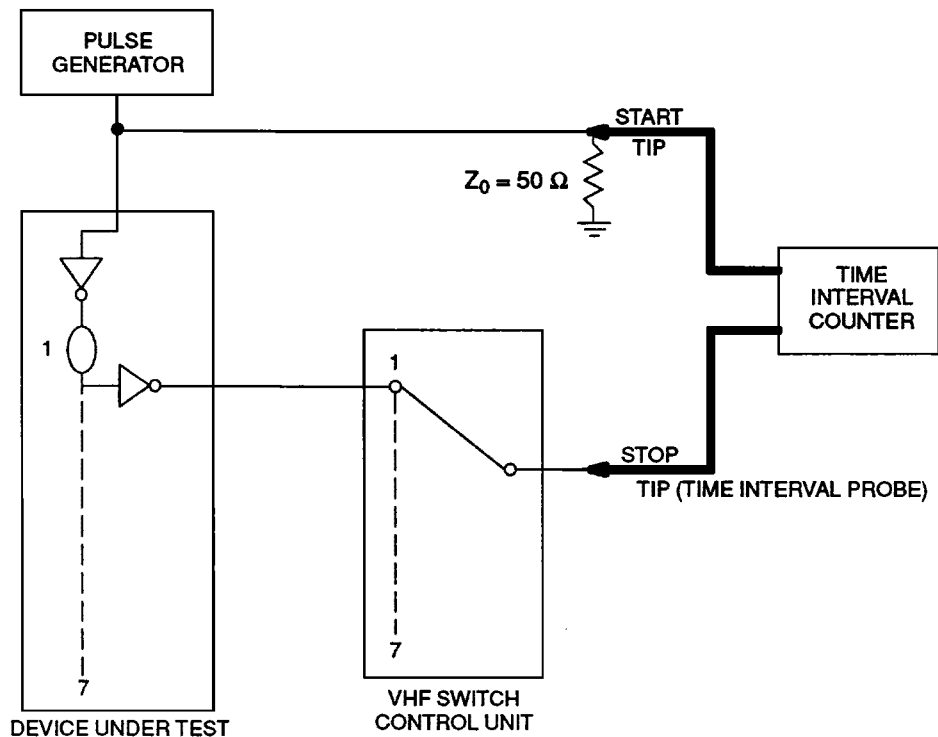 PULSE
GENERATOR
START
TIP
Z₀ = 50 Ω
TIME
INTERVAL
COUNTER
1
1
STOP
TIP (TIME INTERVAL PROBE)
7
7
DEVICE UNDER TEST
VHF SWITCH
CONTROL UNIT